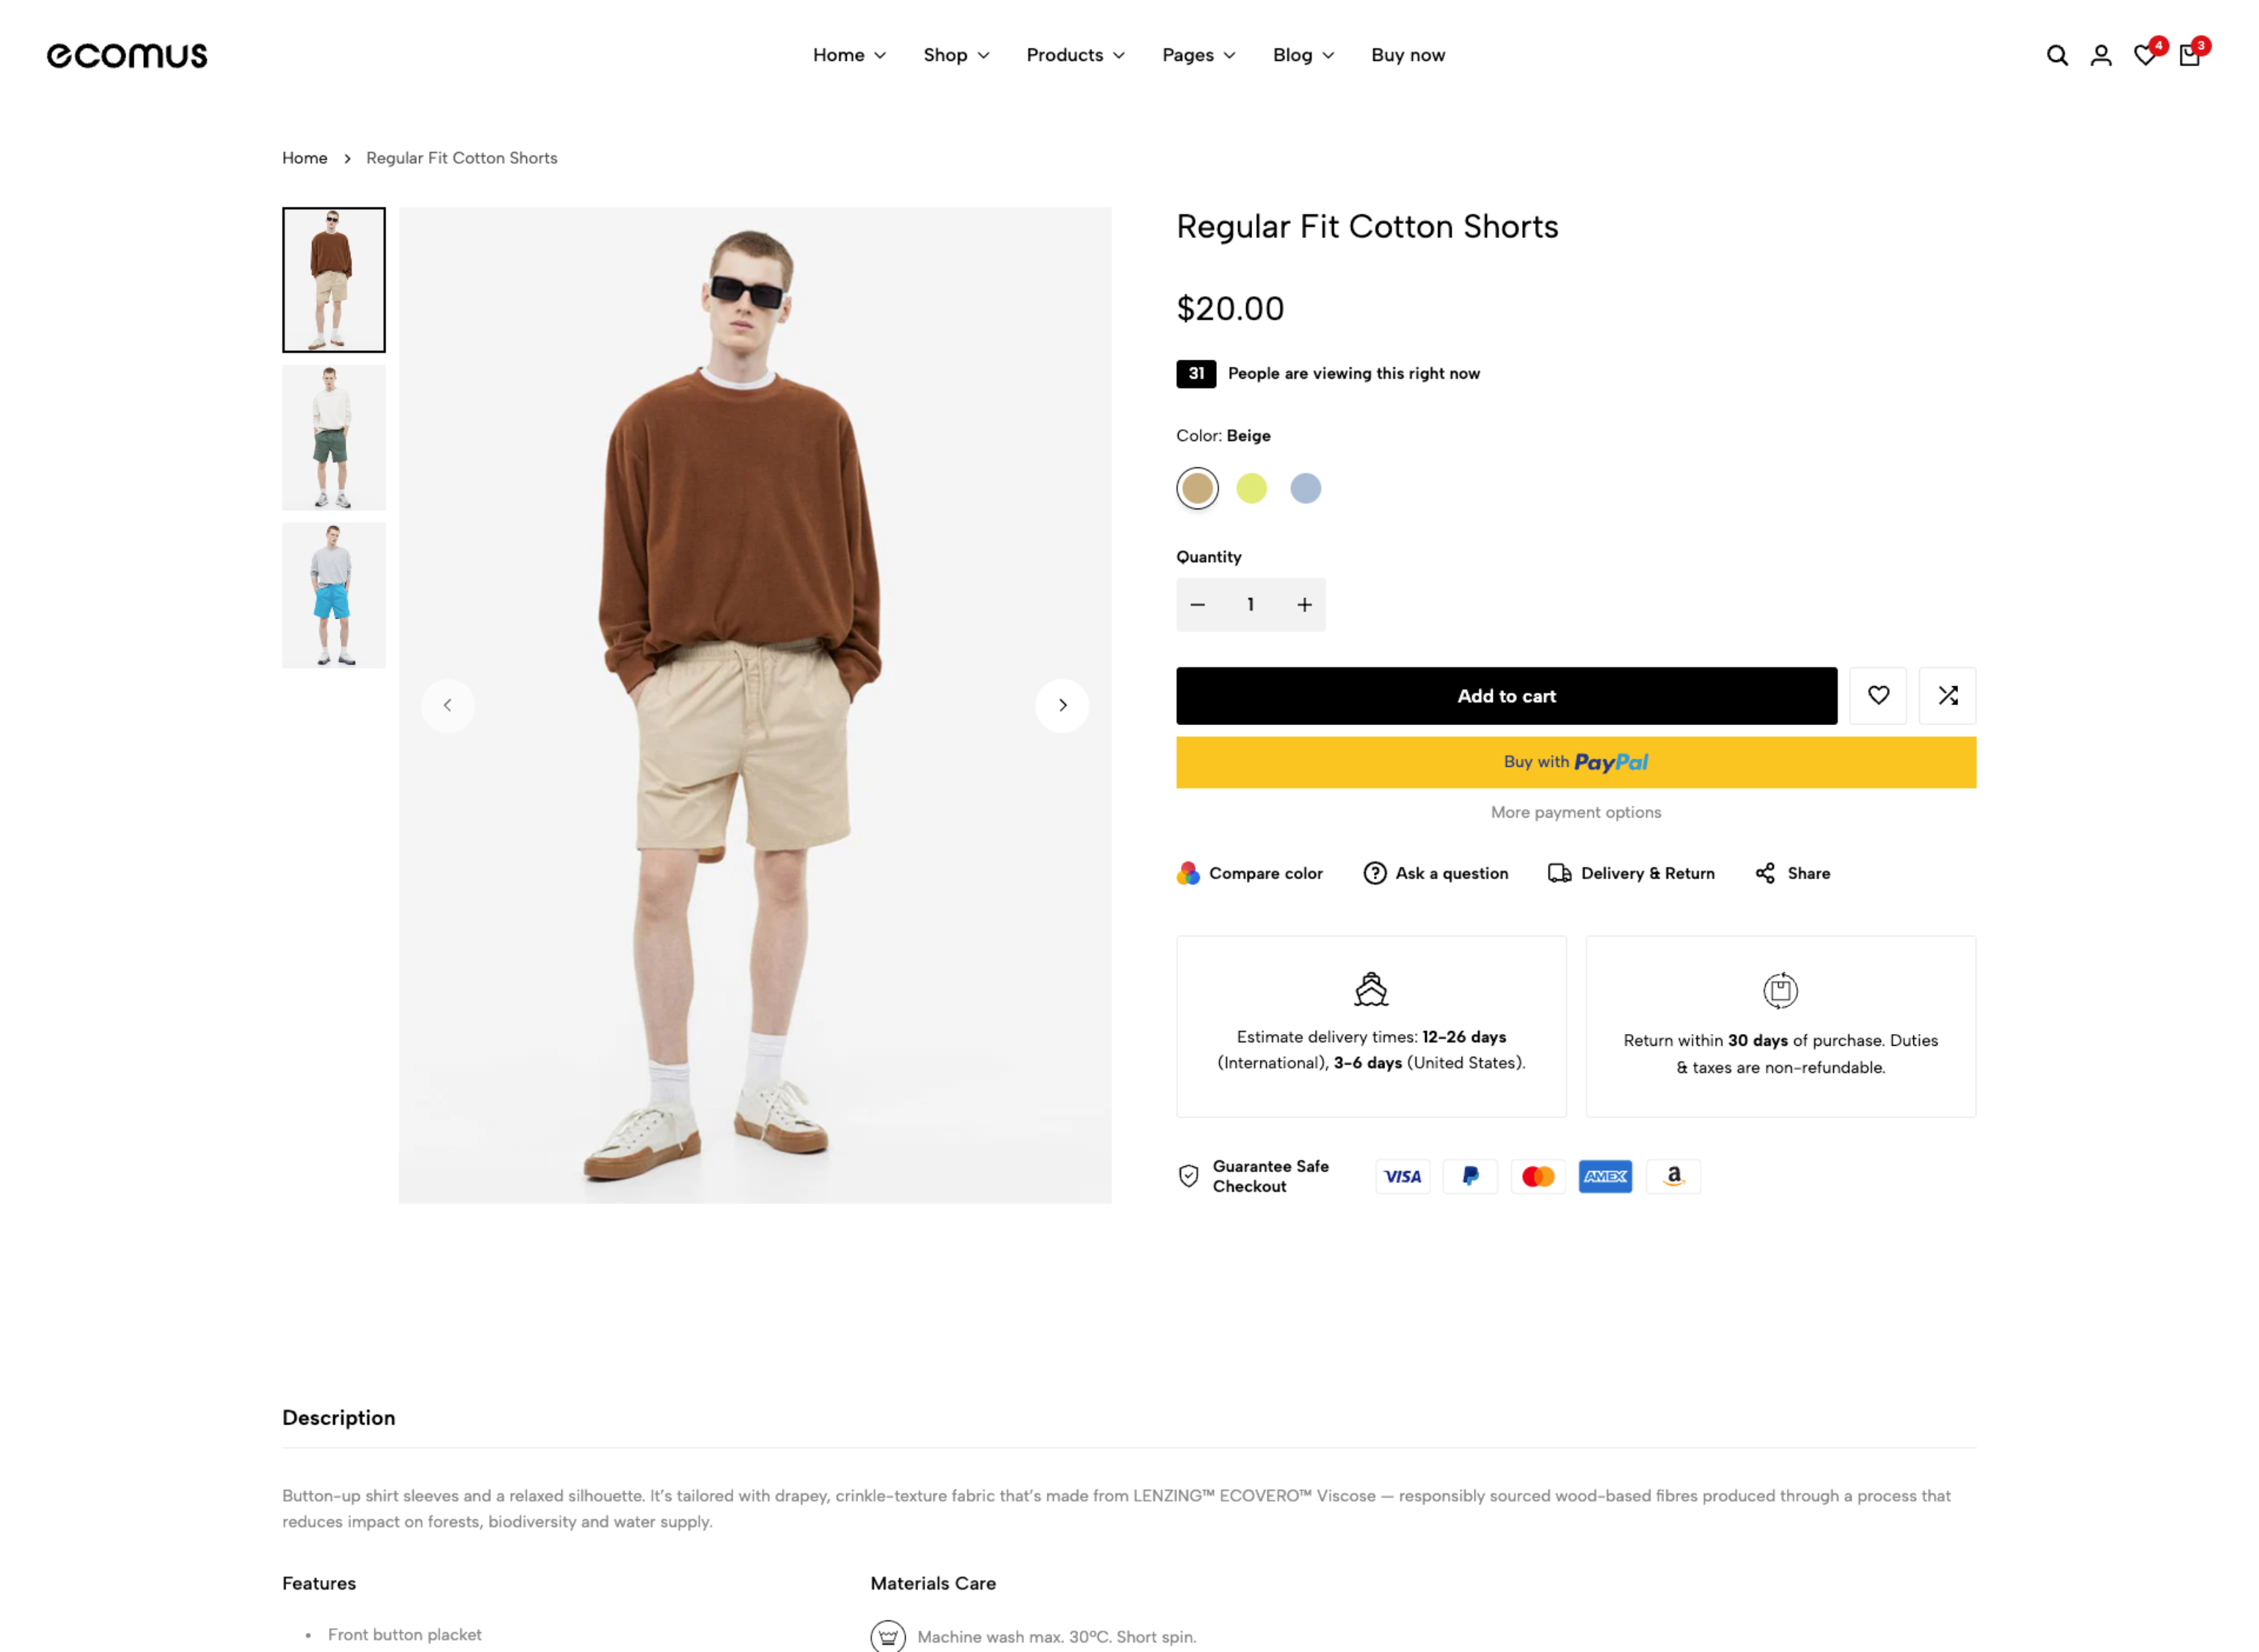 ecomus
Home Shop Products Pages Blog Buy now
4 3
Home > Regular Fit Cotton Shorts
Regular Fit Cotton Shorts
$20.00
31 People are viewing this right now
Color: Beige
Quantity
− 1 +
Add to cart
Buy with PayPal
More payment options
Compare color Ask a question Delivery & Return Share
Estimate delivery times: 12-26 days
(International), 3-6 days (United States).
Return within 30 days of purchase. Duties
& taxes are non-refundable.
Guarantee Safe
Checkout
VISA AMEX
Description
Button-up shirt sleeves and a relaxed silhouette. It’s tailored with drapey, crinkle-texture fabric that’s made from LENZING™ ECOVERO™ Viscose — responsibly sourced wood-based fibres produced through a process that
reduces impact on forests, biodiversity and water supply.
Features
Front button placket
Materials Care
Machine wash max. 30ºC. Short spin.